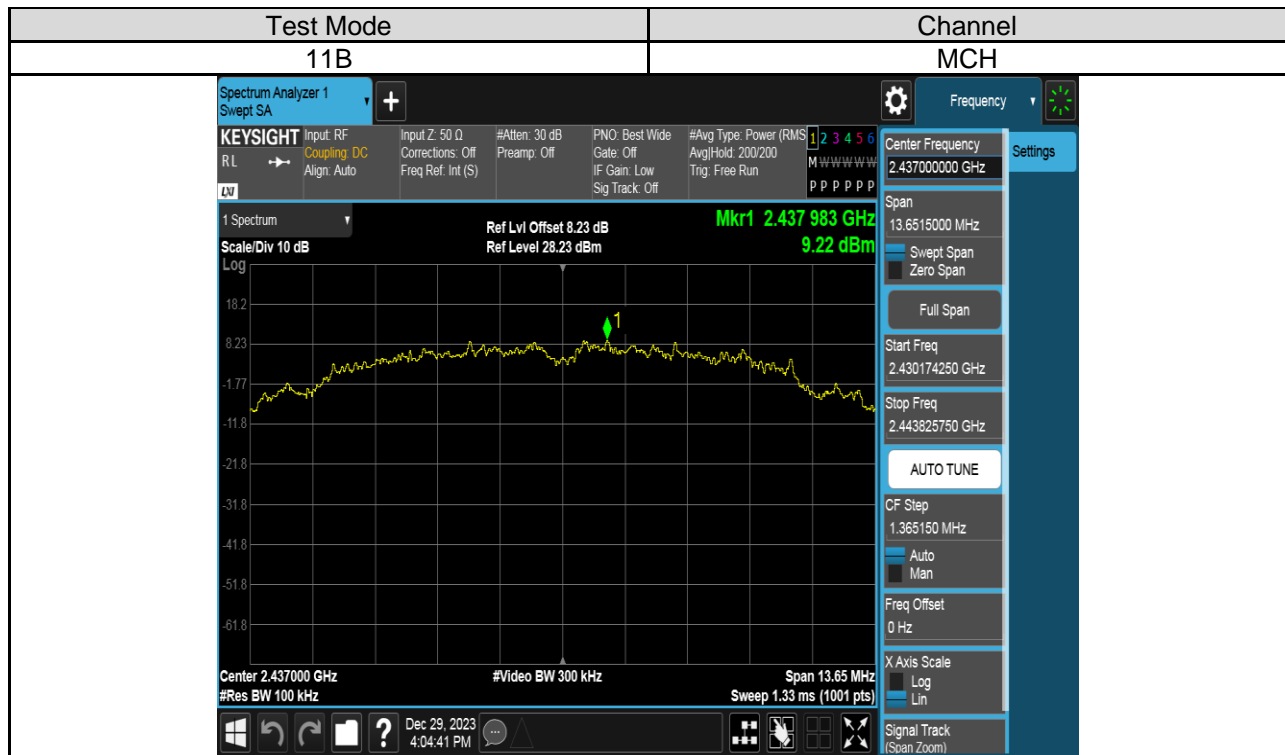 Test Mode Channel
11B MCH
Spectrum Analyzer 1
Swept SA
Frequency
KEYSIGHT
RL
LXI
Input: RF
Coupling: DC
Align: Auto
Input Z: 50 Ω
Corrections: Off
Freq Ref: Int (S)
#Atten: 30 dB
Preamp: Off
PNO: Best Wide
Gate: Off
IF Gain: Low
Sig Track: Off
#Avg Type: Power (RMS
Avg|Hold: 200/200
Trig: Free Run
1 2 3 4 5 6
M W W W W W
P P P P P P
1 Spectrum
Scale/Div 10 dB
Log
Ref Lvl Offset 8.23 dB
Ref Level 28.23 dBm
Mkr1 2.437 983 GHz
9.22 dBm
1
18.2
8.23
-1.77
-11.8
-21.8
-31.8
-41.8
-51.8
-61.8
Center 2.437000 GHz
#Res BW 100 kHz
#Video BW 300 kHz
Span 13.65 MHz
Sweep 1.33 ms (1001 pts)
Dec 29, 2023
4:04:41 PM
Center Frequency
2.437000000 GHz
Settings
Span
13.6515000 MHz
Swept Span
Zero Span
Full Span
Start Freq
2.430174250 GHz
Stop Freq
2.443825750 GHz
AUTO TUNE
CF Step
1.365150 MHz
Auto
Man
Freq Offset
0 Hz
X Axis Scale
Log
Lin
Signal Track
(Span Zoom)